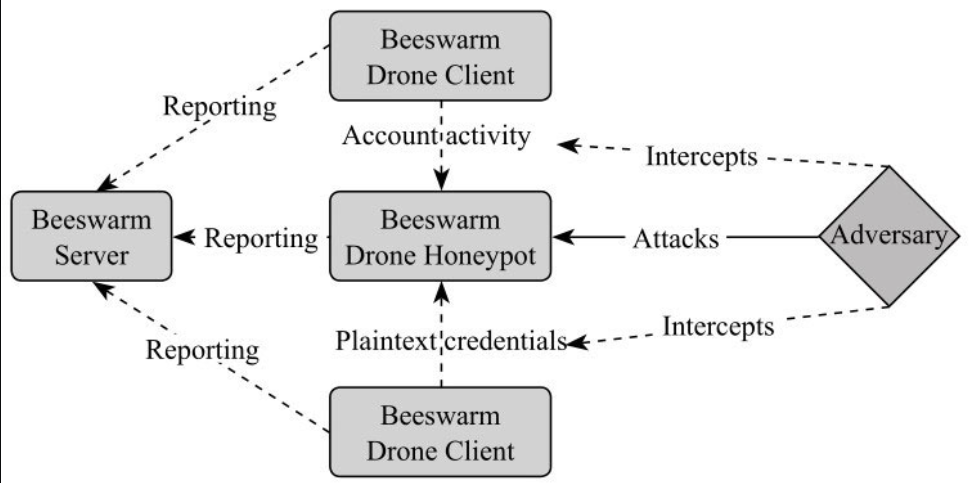 Beeswarm
Drone Client
Reporting
Account activity
Intercepts
Beeswarm
Server
Reporting
Beeswarm
Drone Honeypot
Attacks
Adversary
Reporting
Plaintext credentials
Intercepts
Beeswarm
Drone Client